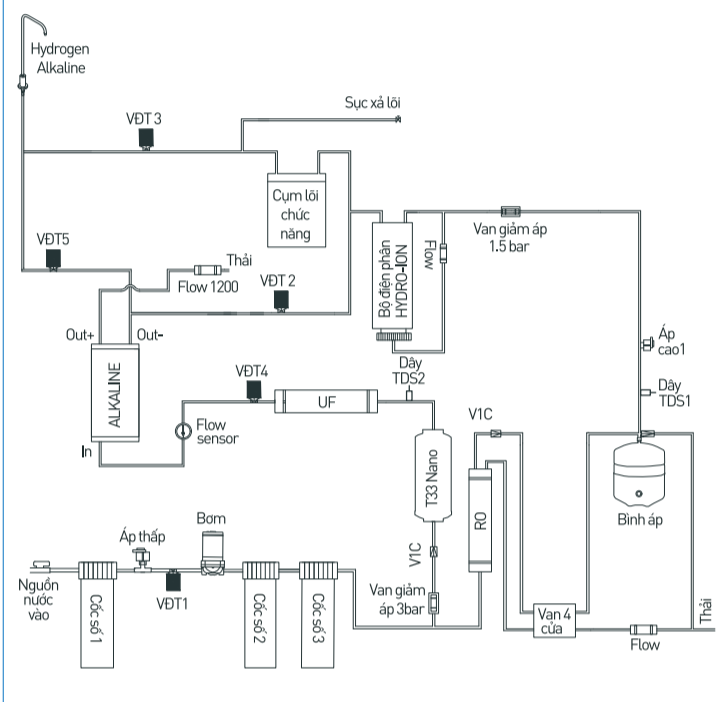 Hydrogen
Alkaline
VĐT 3
Sục xả lõi
Cụm lõi
chức
năng
VĐT5
Thải
Flow 1200
VĐT 2
Bộ điện phân
HYDRO-ION
Flow
Van giảm áp
1.5 bar
Out+
Out-
ALKALINE
In
Áp
cao1
Dây
TDS1
Dây
TDS2
VĐT4
UF
Flow
sensor
T33 Nano
V1C
RO
Bình áp
V1C
Van giảm
áp 3bar
Áp thấp
Bơm
Nguồn
nước
vào
VĐT1
Cốc số 1
Cốc số 2
Cốc số 3
Van 4
cửa
Flow
Thải